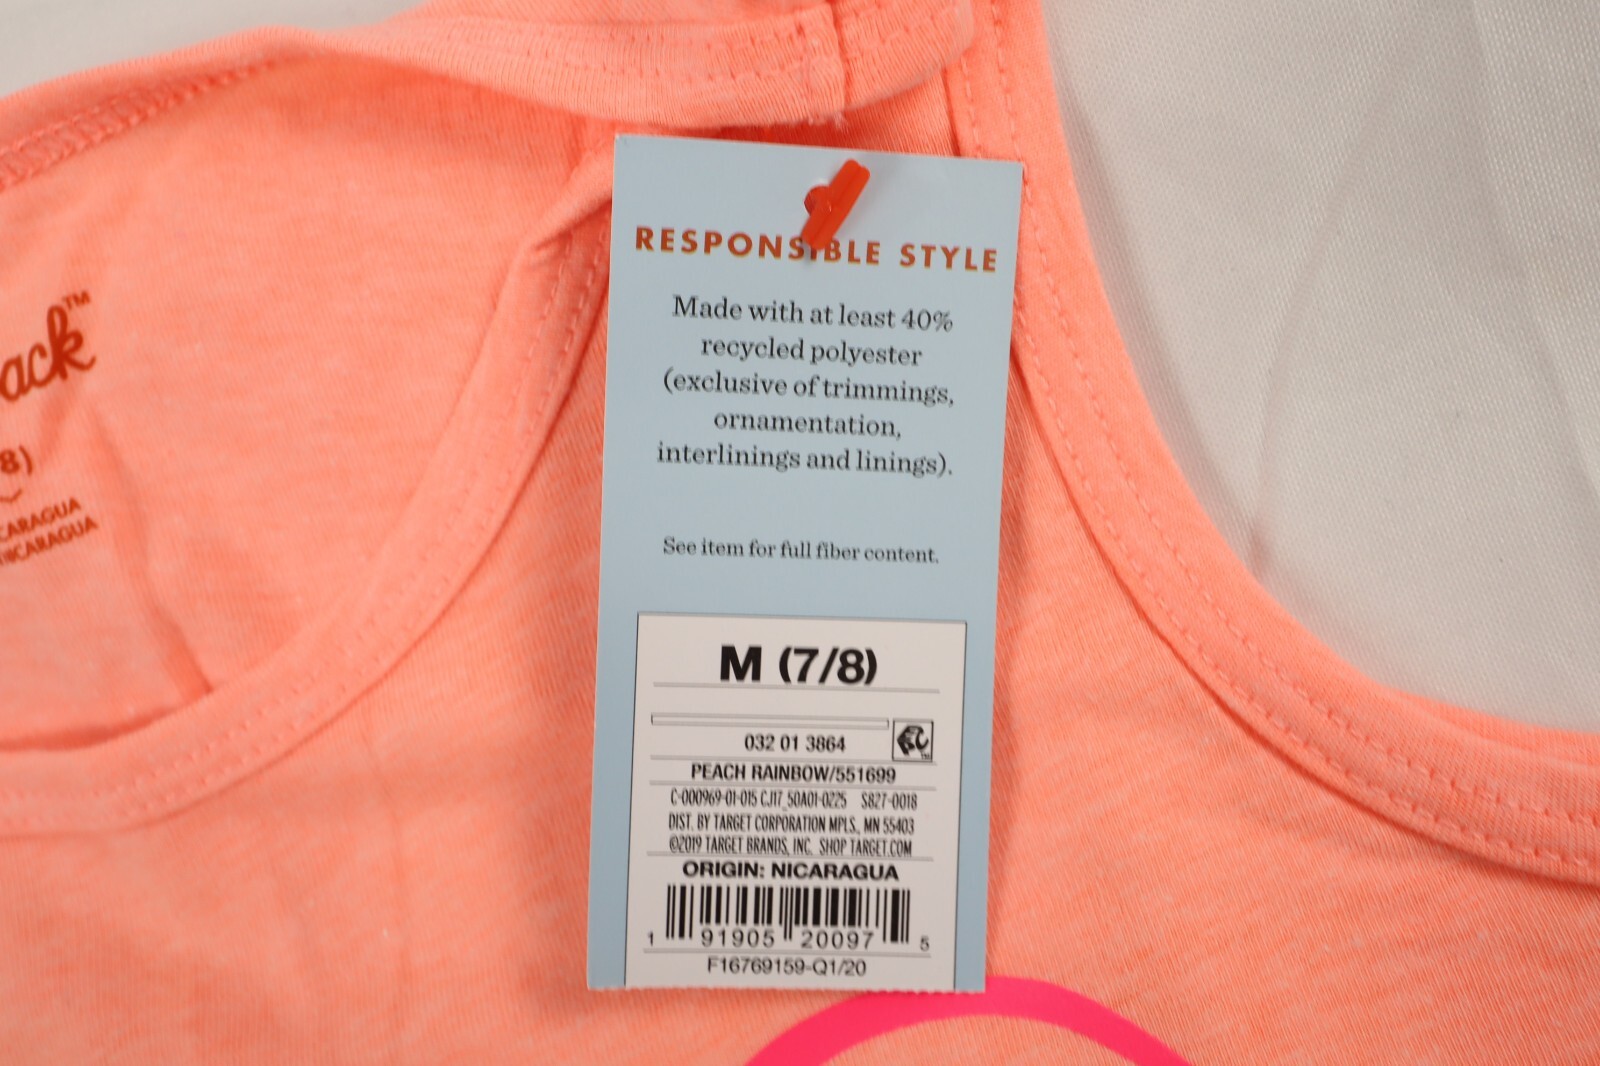 ack™
8)
CARAGUA
NICARAGUA
RESPONSIBLE STYLE
Made with at least 40%
recycled polyester
(exclusive of trimmings,
ornamentation,
interlinings and linings).
See item for full fiber content.
M (7/8)
032 01 3864
PEACH RAINBOW/551699
C-000969-01-015 CJ17_50A01-0225 S827-0018
DIST. BY TARGET CORPORATION MPLS., MN 55403
©2019 TARGET BRANDS, INC. SHOP TARGET.COM
ORIGIN: NICARAGUA
1 91905 20097 5
F16769159-Q1/20